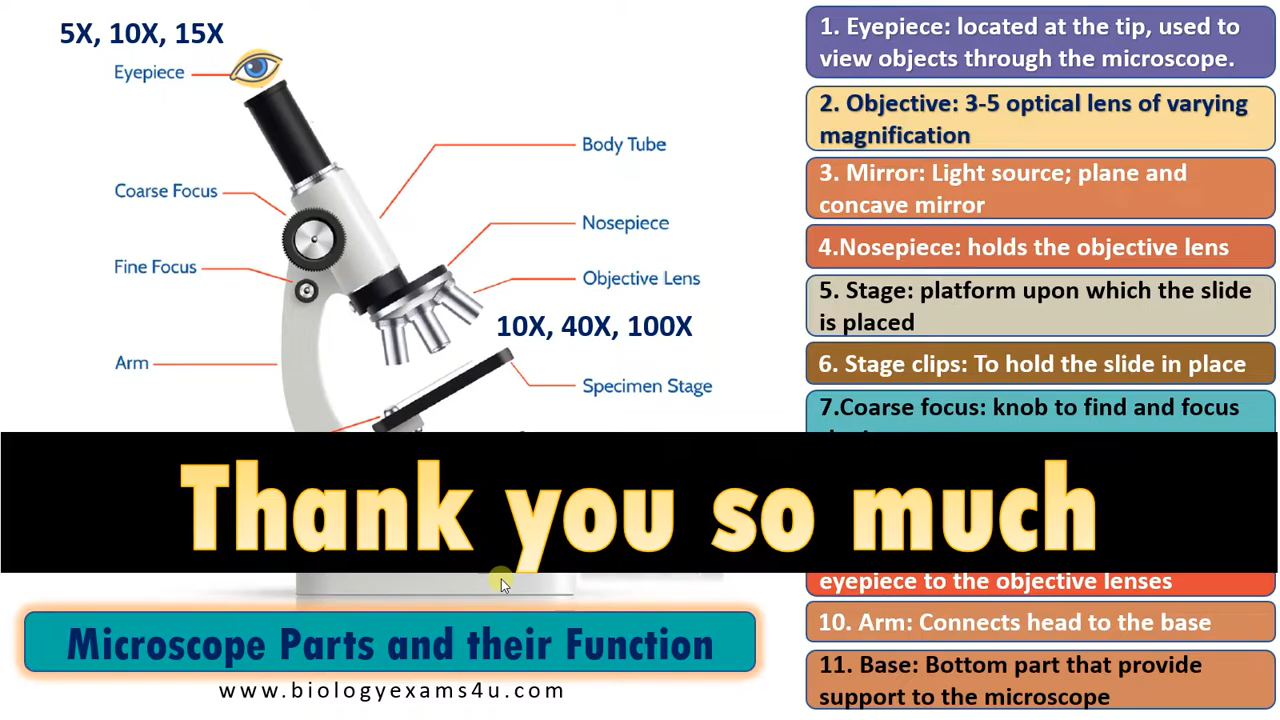 5X, 10X, 15X
Eyepiece
Coarse Focus
Fine Focus
Arm
Body Tube
Nosepiece
Objective Lens
10X, 40X, 100X
Specimen Stage
1. Eyepiece: located at the tip, used to
view objects through the microscope.
2. Objective: 3-5 optical lens of varying
magnification
3. Mirror: Light source; plane and
concave mirror
4.Nosepiece: holds the objective lens
5. Stage: platform upon which the slide
is placed
6. Stage clips: To hold the slide in place
7.Coarse focus: knob to find and focus
Thank you so much
eyepiece to the objective lenses
10. Arm: Connects head to the base
11. Base: Bottom part that provide
support to the microscope
Microscope Parts and their Function
www.biologyexams4u.com